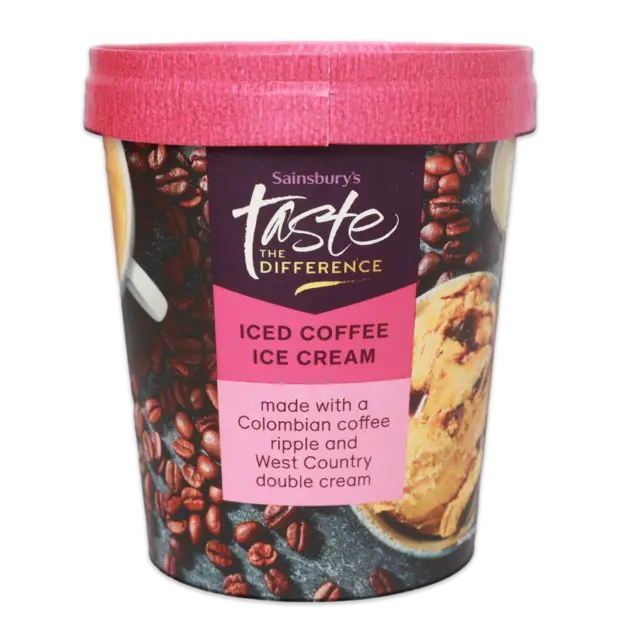 Sainsbury's
taste
THE
DIFFERENCE
ICED COFFEE
ICE CREAM
made with a
Colombian coffee
ripple and
West Country
double cream